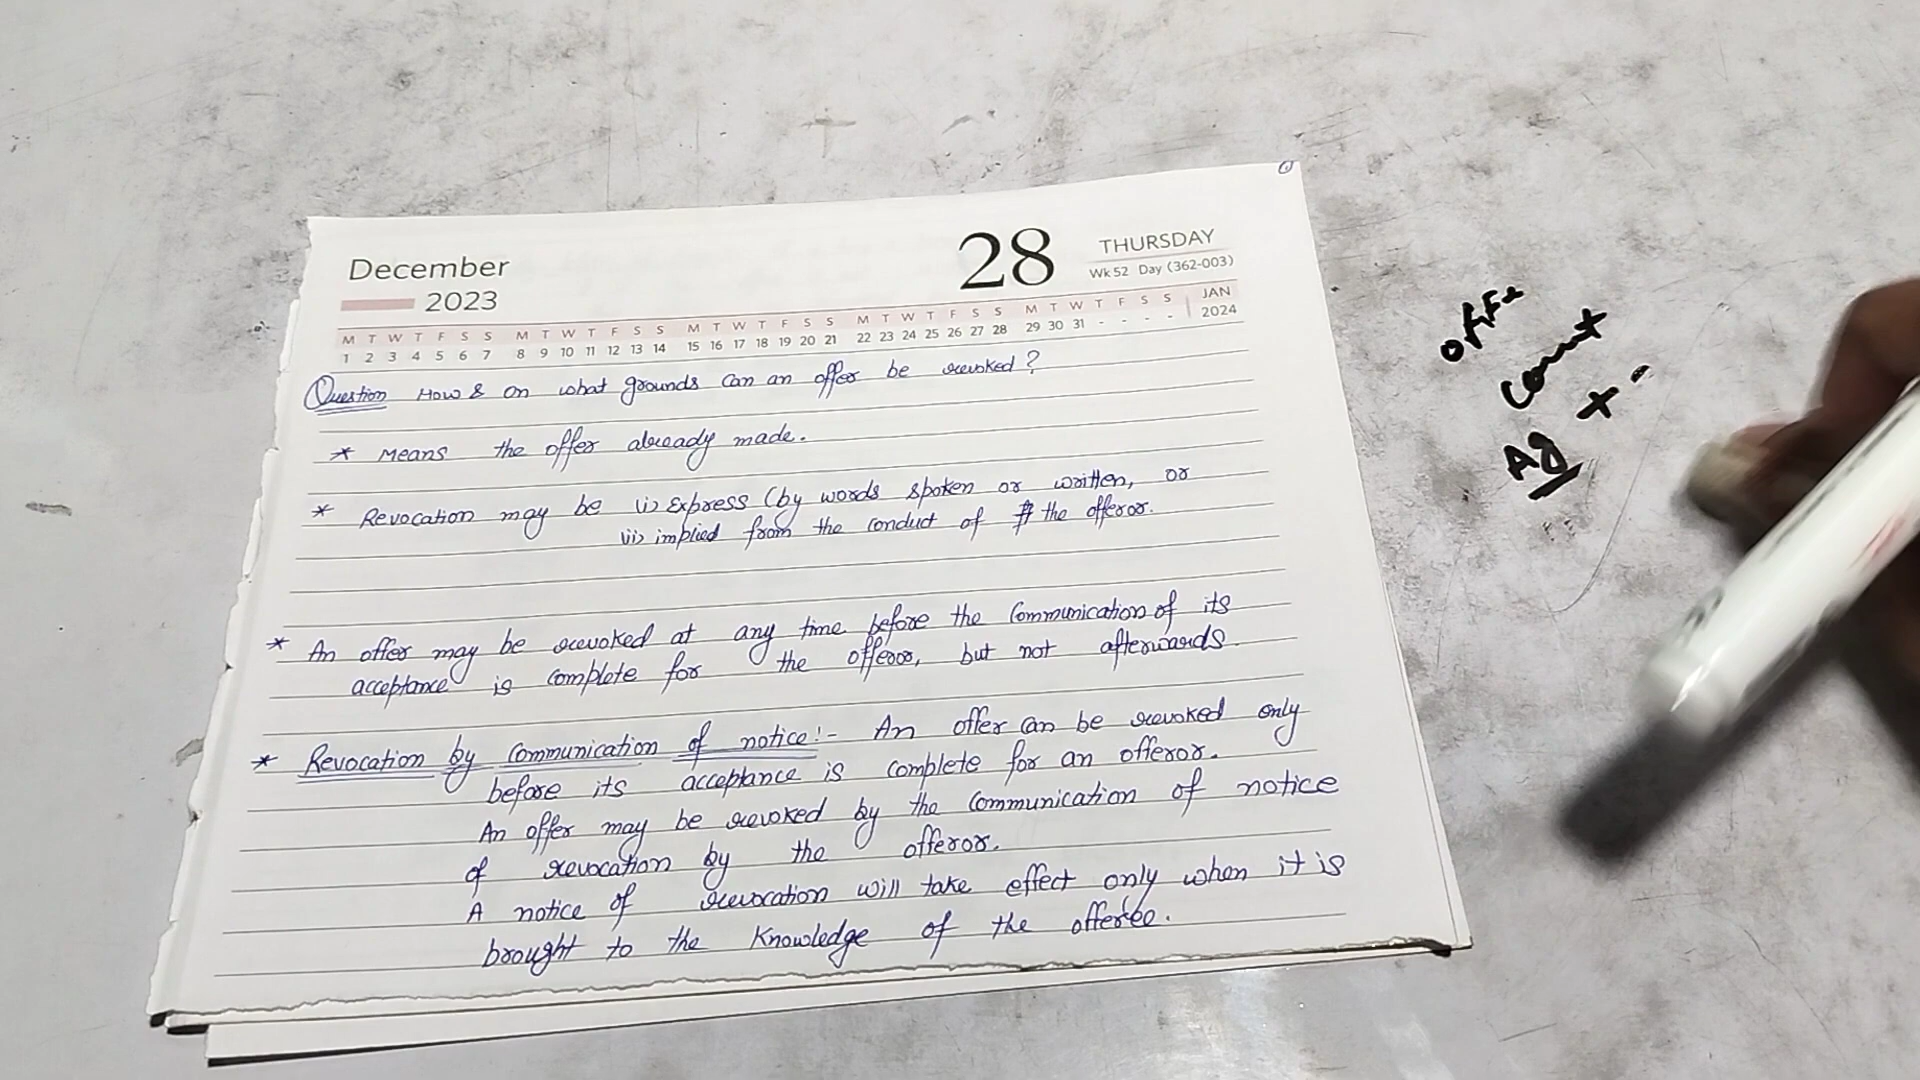 December
2023
28
THURSDAY
Wk 52 Day (362-003)
M T W T F S S M T W T F S S M T W T F S S M T W T F S S M T W T F S S JAN
1 2 3 4 5 6 7 8 9 10 11 12 13 14 15 16 17 18 19 20 21 22 23 24 25 26 27 28 29 30 31 - - - - 2024
Question How & on what grounds can an offer be revoked?
* Means the offer already made.
* Revocation may be (i) Express (by words spoken or written, or
(ii) implied from the conduct of the offeror.
* An offer may be revoked at any time before the communication of its
acceptance is complete for the offeror, but not afterwards.
* Revocation by communication of notice:- An offer can be revoked only
before its acceptance is complete for an offeror.
An offer may be revoked by the communication of notice
of revocation by the offeror.
A notice of revocation will take effect only when it is
brought to the knowledge of the offeree.